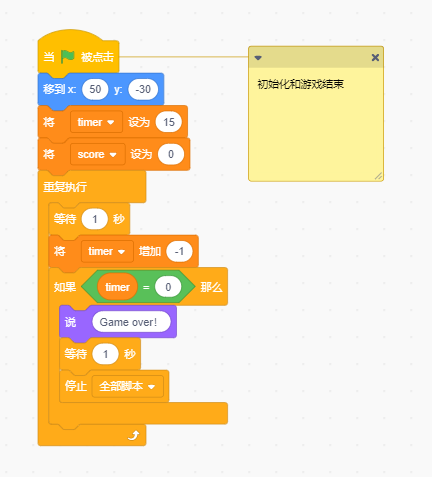 当 被点击
初始化和游戏结束
移到 x: 50 y: -30
将 timer 设为 15
将 score 设为 0
重复执行
等待 1 秒
将 timer 增加 -1
如果 timer = 0 那么
说 Game over!
等待 1 秒
停止 全部脚本